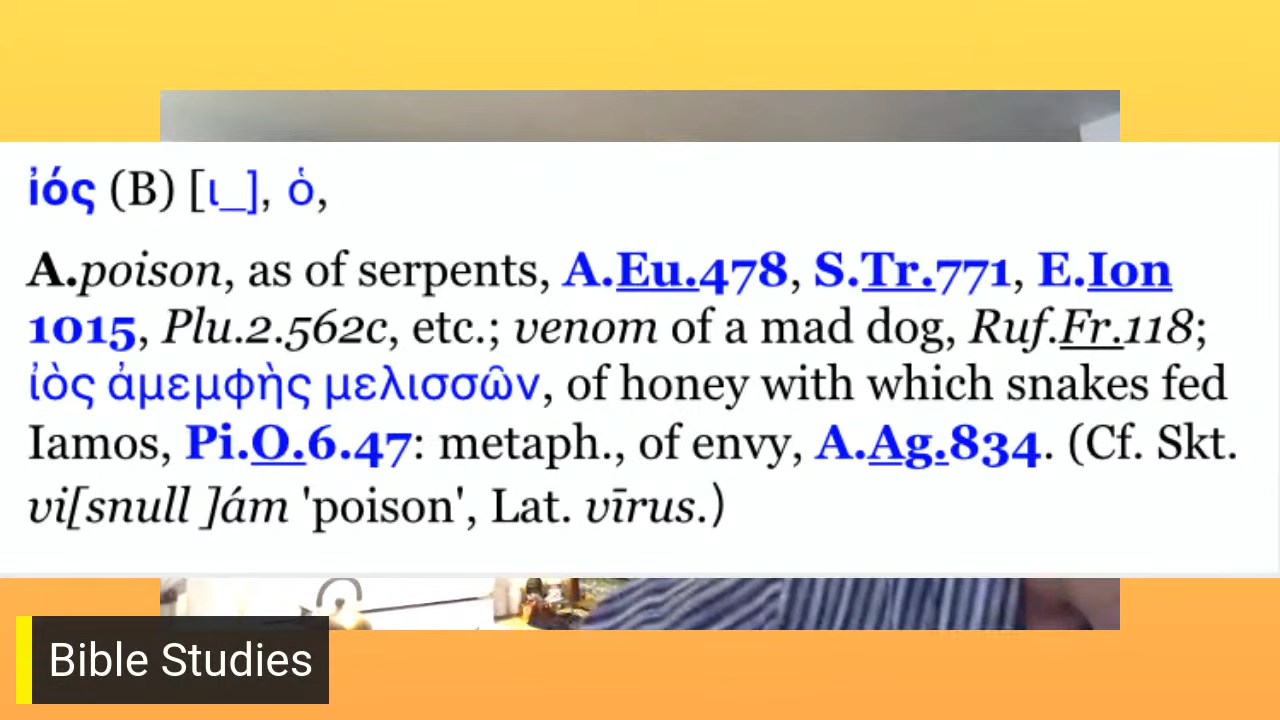 ἰός (B) [ι_], ὁ,
A.poison, as of serpents, A.Eu.478, S.Tr.771, E.Ion
1015, Plu.2.562c, etc.; venom of a mad dog, Ruf.Fr.118;
ἰὸς ἀμεμφὴς μελισσῶν, of honey with which snakes fed
Iamos, Pi.O.6.47: metaph., of envy, A.Ag.834. (Cf. Skt.
vi[snull ]ám 'poison', Lat. vīrus.)
Bible Studies